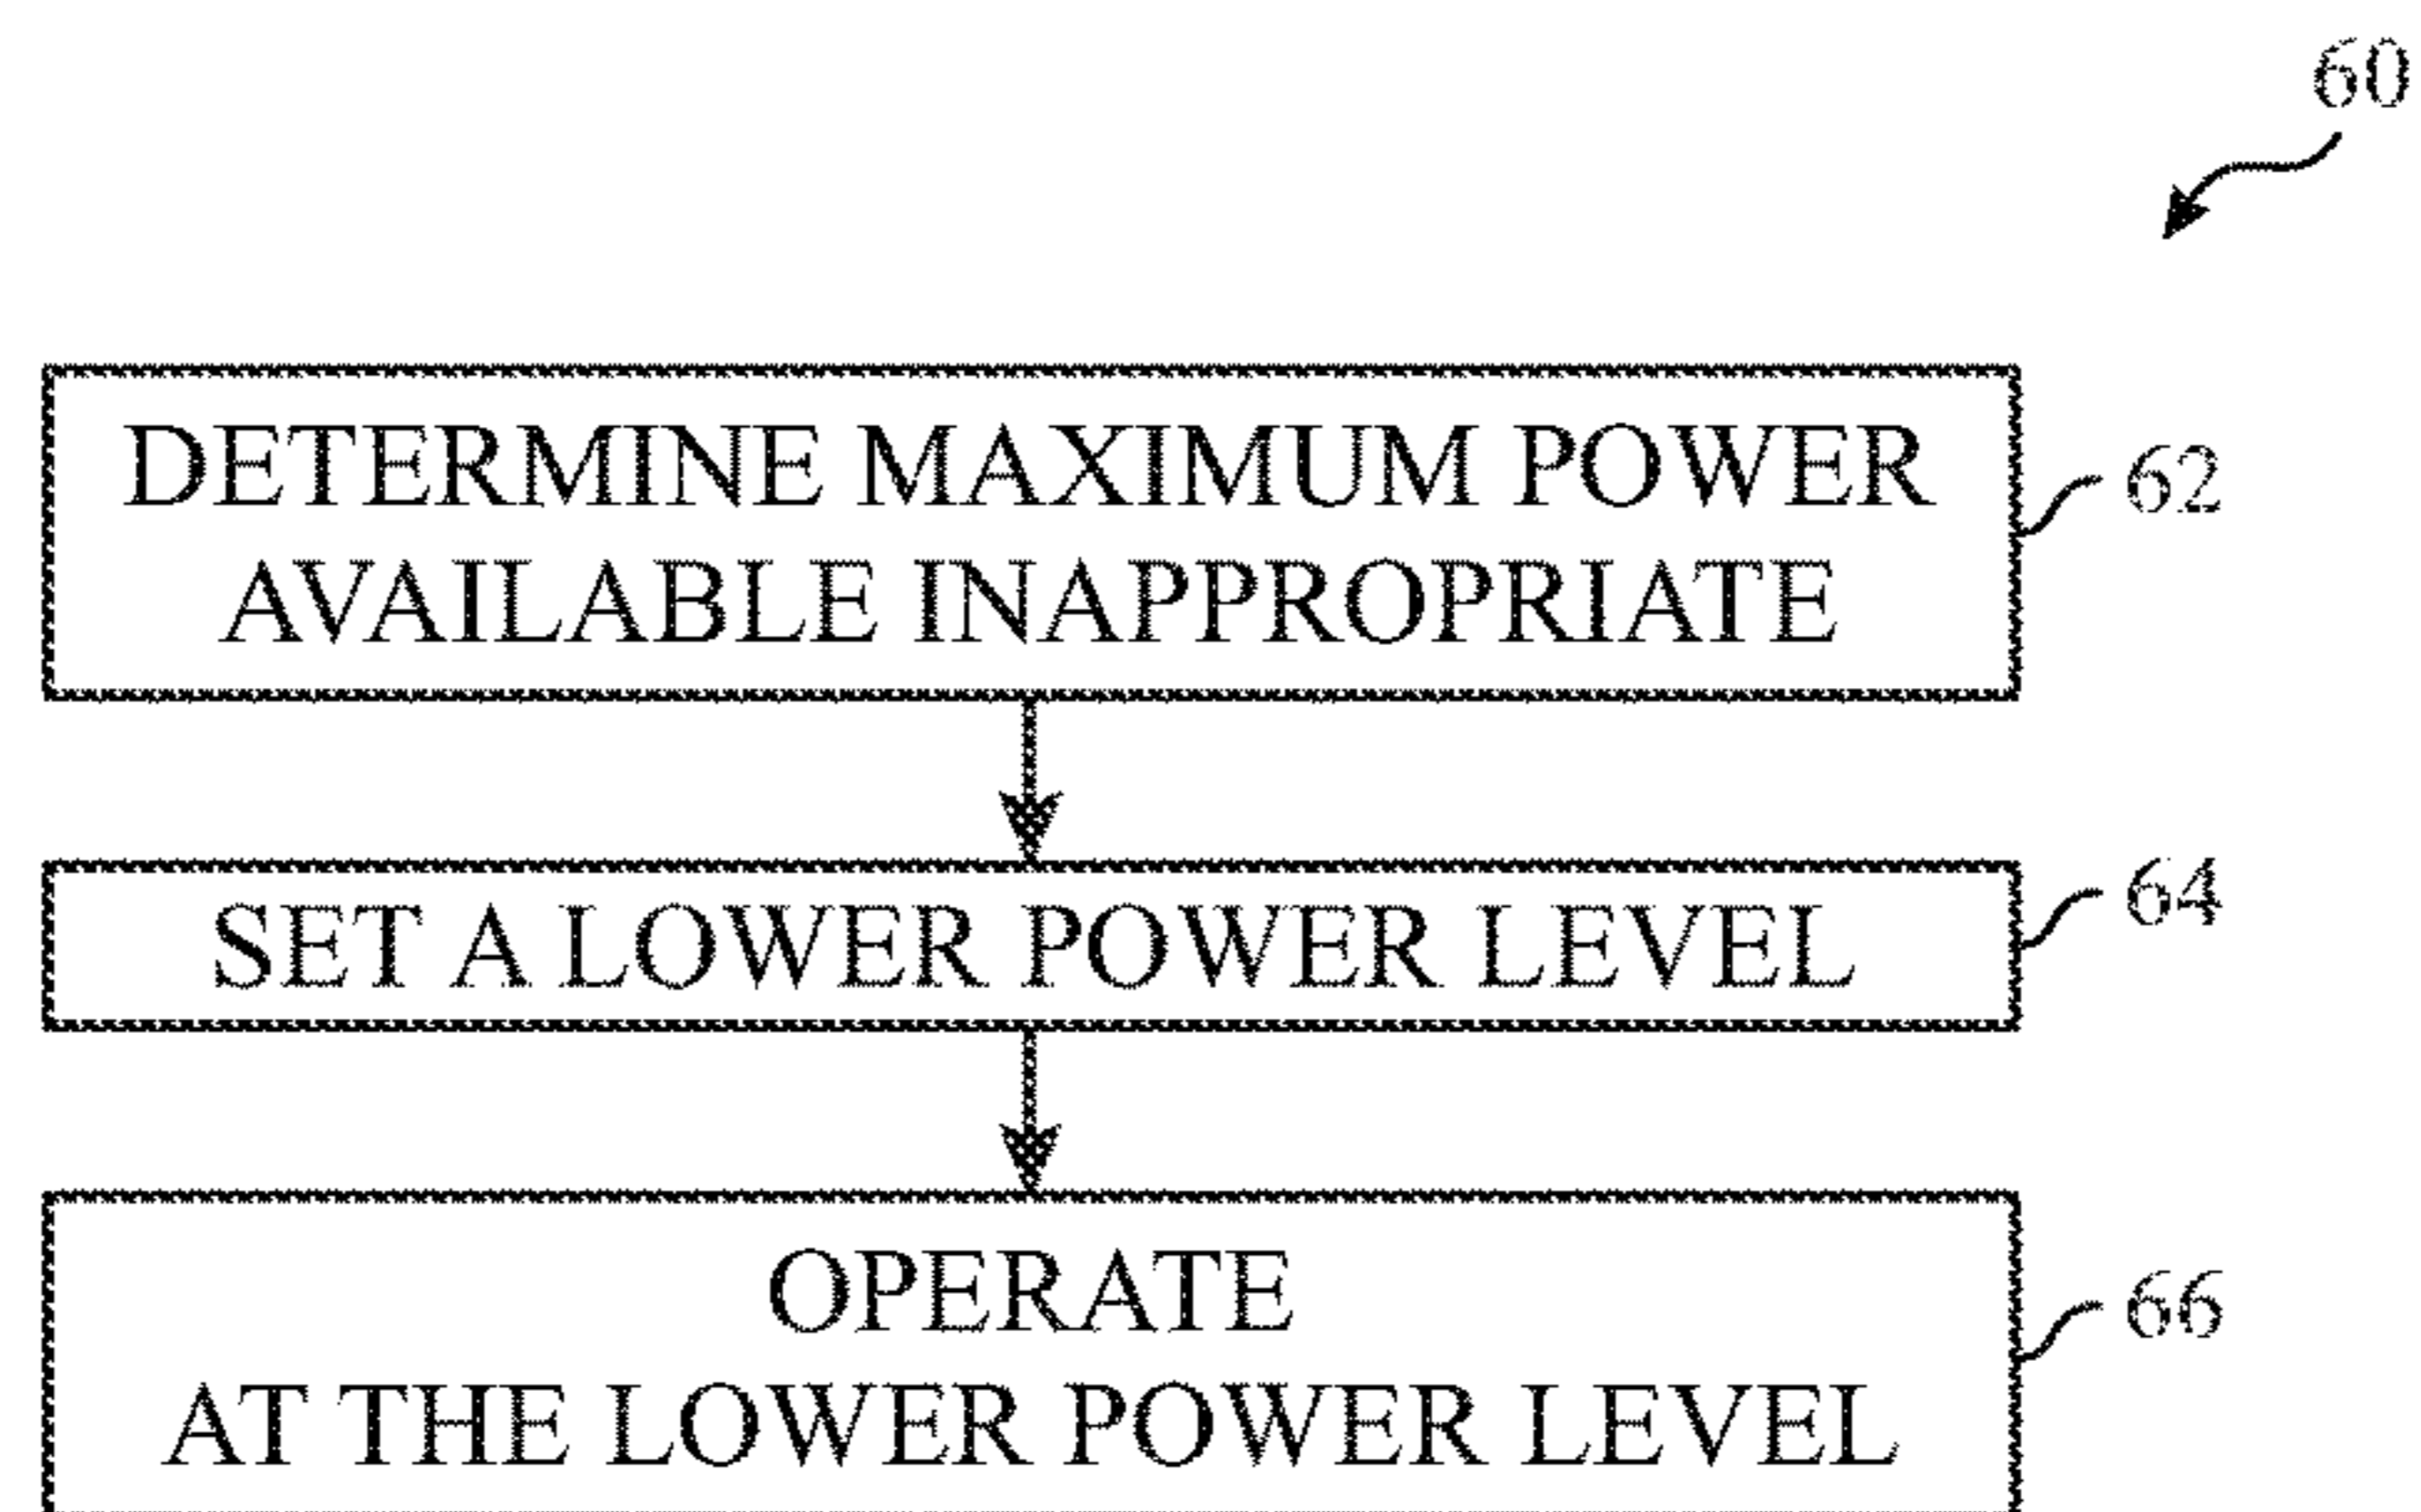 60
DETERMINE MAXIMUM POWER
AVAILABLE INAPPROPRIATE
62
SET A LOWER POWER LEVEL
64
OPERATE
AT THE LOWER POWER LEVEL
66